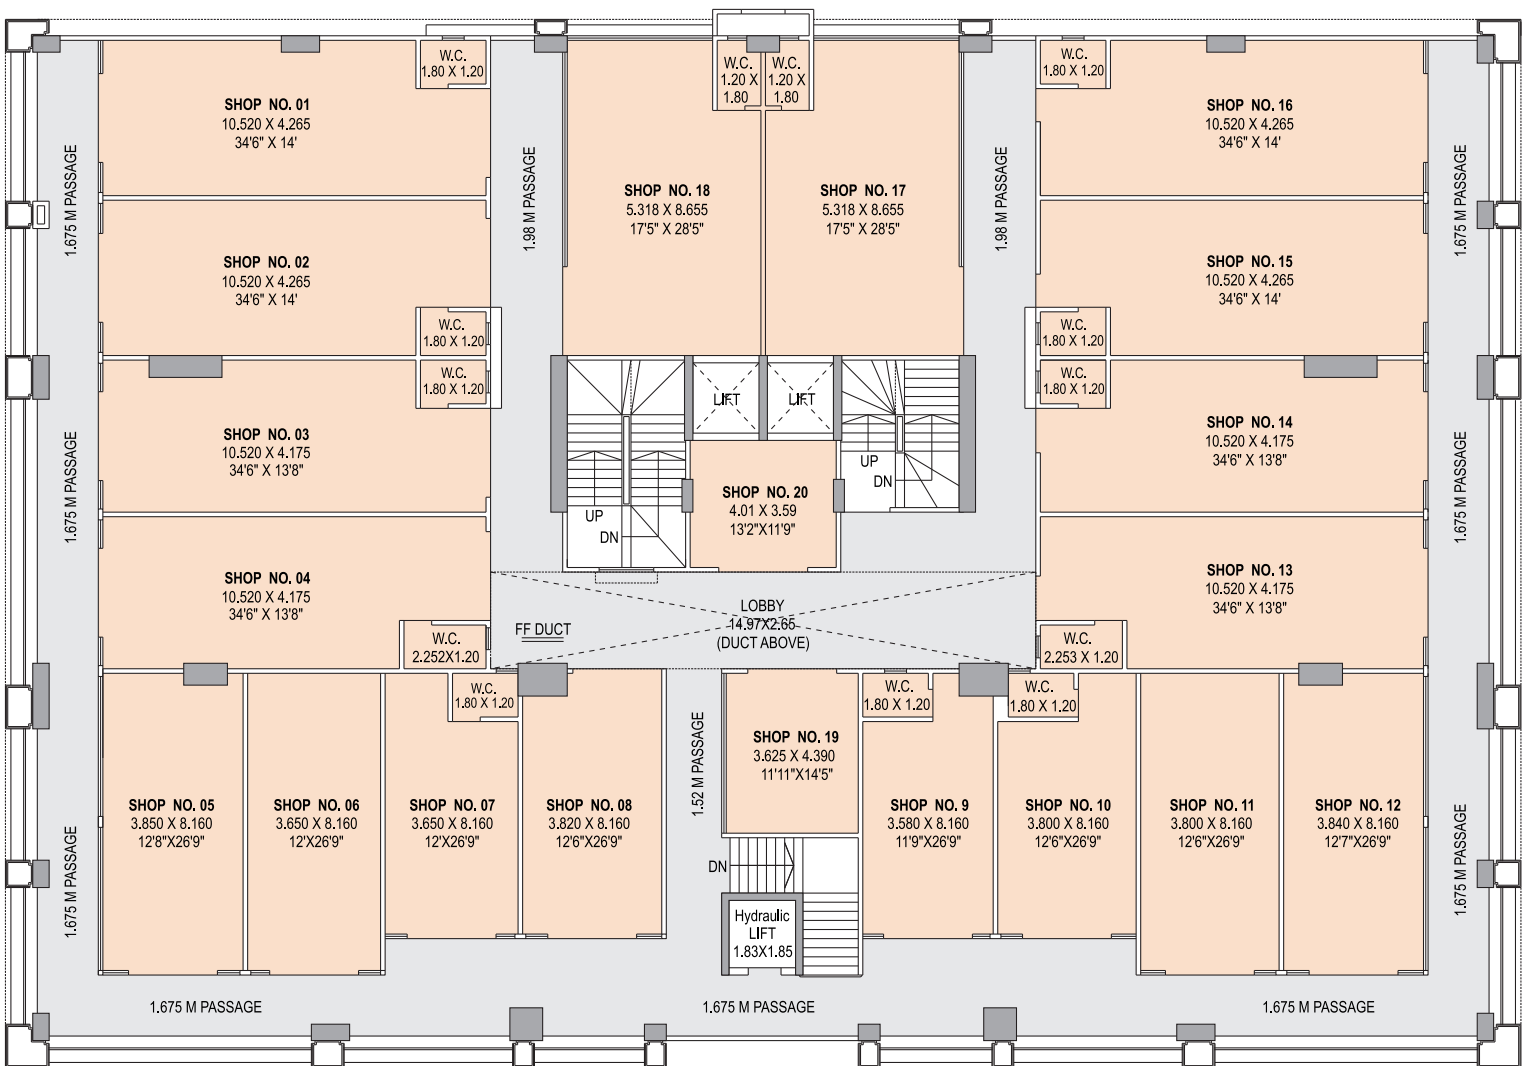 W.C.
1.80 X 1.20
SHOP NO. 01
10.520 X 4.265
34'6" X 14'
W.C.
1.20 X
1.80
W.C.
1.20 X
1.80
W.C.
1.80 X 1.20
SHOP NO. 16
10.520 X 4.265
34'6" X 14'
1.675 M PASSAGE
1.98 M PASSAGE
SHOP NO. 18
5.318 X 8.655
17'5" X 28'5"
SHOP NO. 17
5.318 X 8.655
17'5" X 28'5"
1.98 M PASSAGE
1.675 M PASSAGE
SHOP NO. 02
10.520 X 4.265
34'6" X 14'
W.C.
1.80 X 1.20
SHOP NO. 15
10.520 X 4.265
34'6" X 14'
W.C.
1.80 X 1.20
W.C.
1.80 X 1.20
W.C.
1.80 X 1.20
LIFT
LIFT
SHOP NO. 03
10.520 X 4.175
34'6" X 13'8"
SHOP NO. 14
10.520 X 4.175
34'6" X 13'8"
1.675 M PASSAGE
UP
DN
SHOP NO. 20
4.01 X 3.59
13'2"X11'9"
UP
DN
1.675 M PASSAGE
SHOP NO. 04
10.520 X 4.175
34'6" X 13'8"
SHOP NO. 13
10.520 X 4.175
34'6" X 13'8"
LOBBY
14.97X2.65
(DUCT ABOVE)
FF DUCT
W.C.
2.252X1.20
W.C.
2.253 X 1.20
W.C.
1.80 X 1.20
W.C.
1.80 X 1.20
W.C.
1.80 X 1.20
1.52 M PASSAGE
SHOP NO. 19
3.625 X 4.390
11'11"X14'5"
SHOP NO. 05
3.850 X 8.160
12'8"X26'9"
SHOP NO. 06
3.650 X 8.160
12'X26'9"
SHOP NO. 07
3.650 X 8.160
12'X26'9"
SHOP NO. 08
3.820 X 8.160
12'6"X26'9"
SHOP NO. 9
3.580 X 8.160
11'9"X26'9"
SHOP NO. 10
3.800 X 8.160
12'6"X26'9"
SHOP NO. 11
3.800 X 8.160
12'6"X26'9"
SHOP NO. 12
3.840 X 8.160
12'7"X26'9"
1.675 M PASSAGE
DN
Hydraulic
LIFT
1.83X1.85
1.675 M PASSAGE
1.675 M PASSAGE
1.675 M PASSAGE
1.675 M PASSAGE